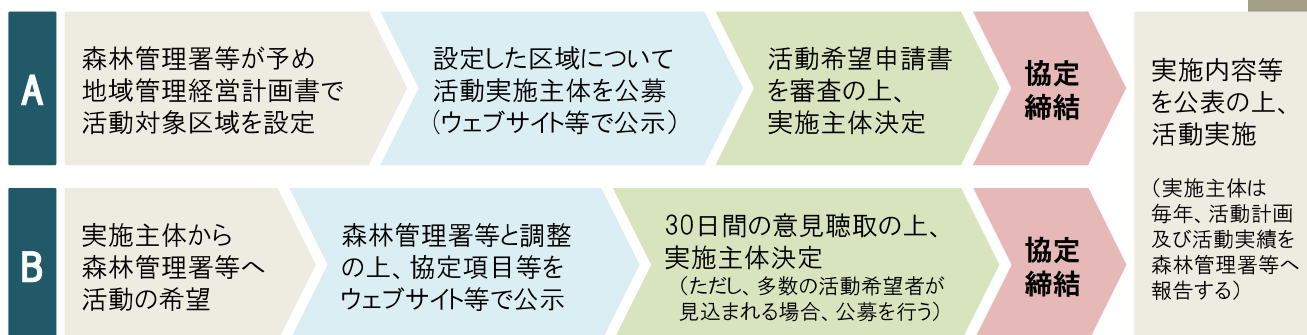 A
森林管理署等が予め
地域管理経営計画書で
活動対象区域を設定
設定した区域について
活動実施主体を公募
（ウェブサイト等で公示）
活動希望申請書
を審査の上、
実施主体決定
協定
締結
B
実施主体から
森林管理署等へ
活動の希望
森林管理署等と調整
の上、協定項目等を
ウェブサイト等で公示
30日間の意見聴取の上、
実施主体決定
（ただし、多数の活動希望者が
見込まれる場合、公募を行う）
協定
締結
実施内容等
を公表の上、
活動実施
（実施主体は
毎年、活動計画
及び活動実績を
森林管理署等へ
報告する）